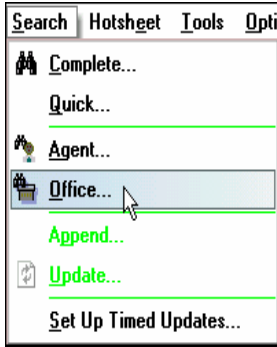 Search Hotsheet Tools Opti
Complete...
Quick...
Agent...
Office...
Append...
Update...
Set Up Timed Updates...